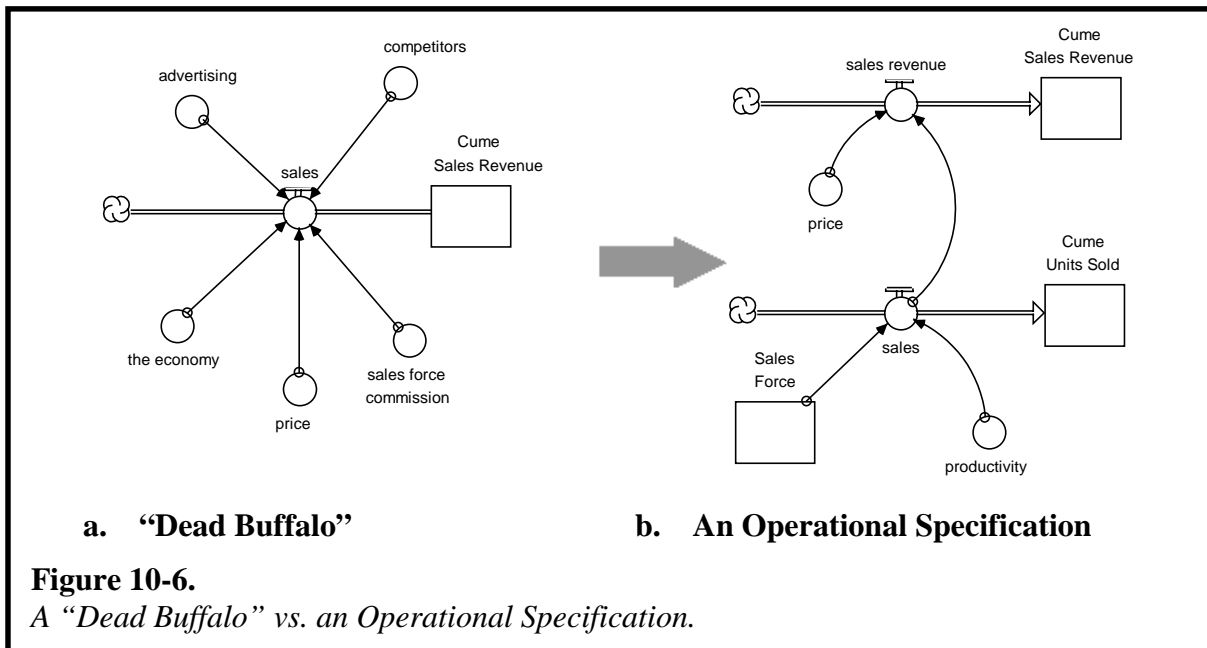 advertising
competitors
sales
Cume
Sales Revenue
the economy
price
sales force
commission
Cume
Sales Revenue
sales revenue
price
Cume
Units Sold
sales
Sales
Force
productivity
a. “Dead Buffalo”
b. An Operational Specification
Figure 10-6.
A “Dead Buffalo” vs. an Operational Specification.